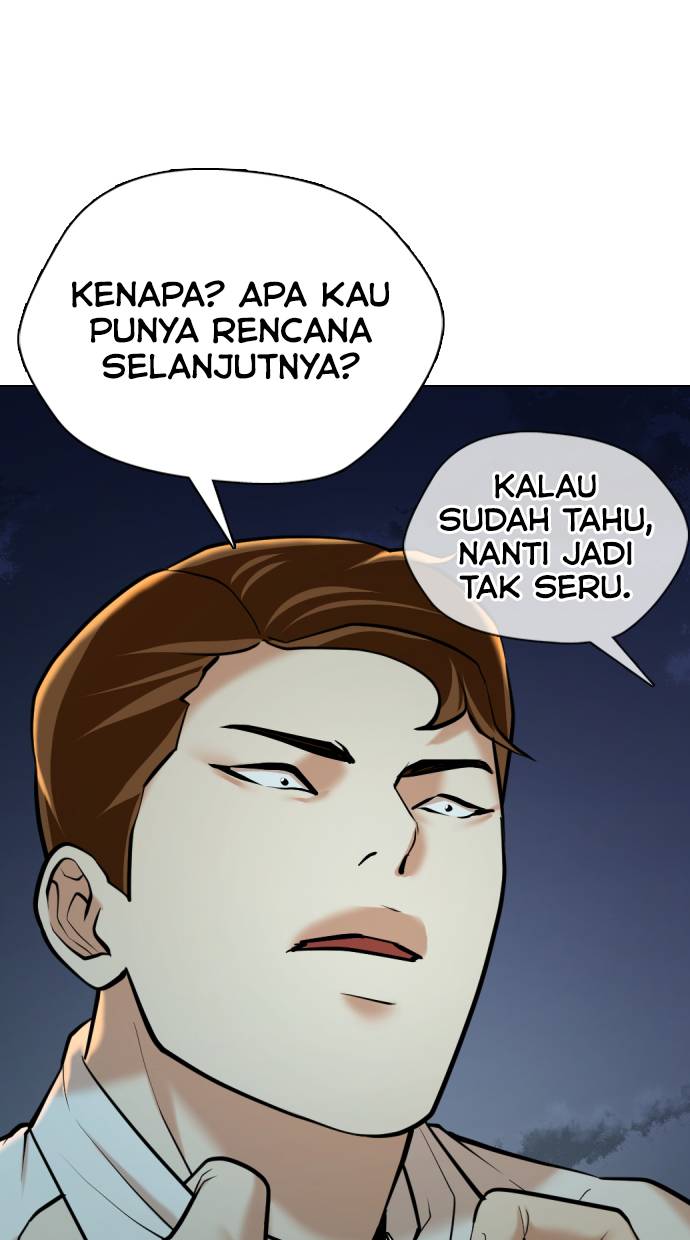 KENAPA? APA KAU
PUNYA RENCANA
SELANJUTNYA?
KALAU
SUDAH TAHU,
NANTI JADI
TAK SERU.